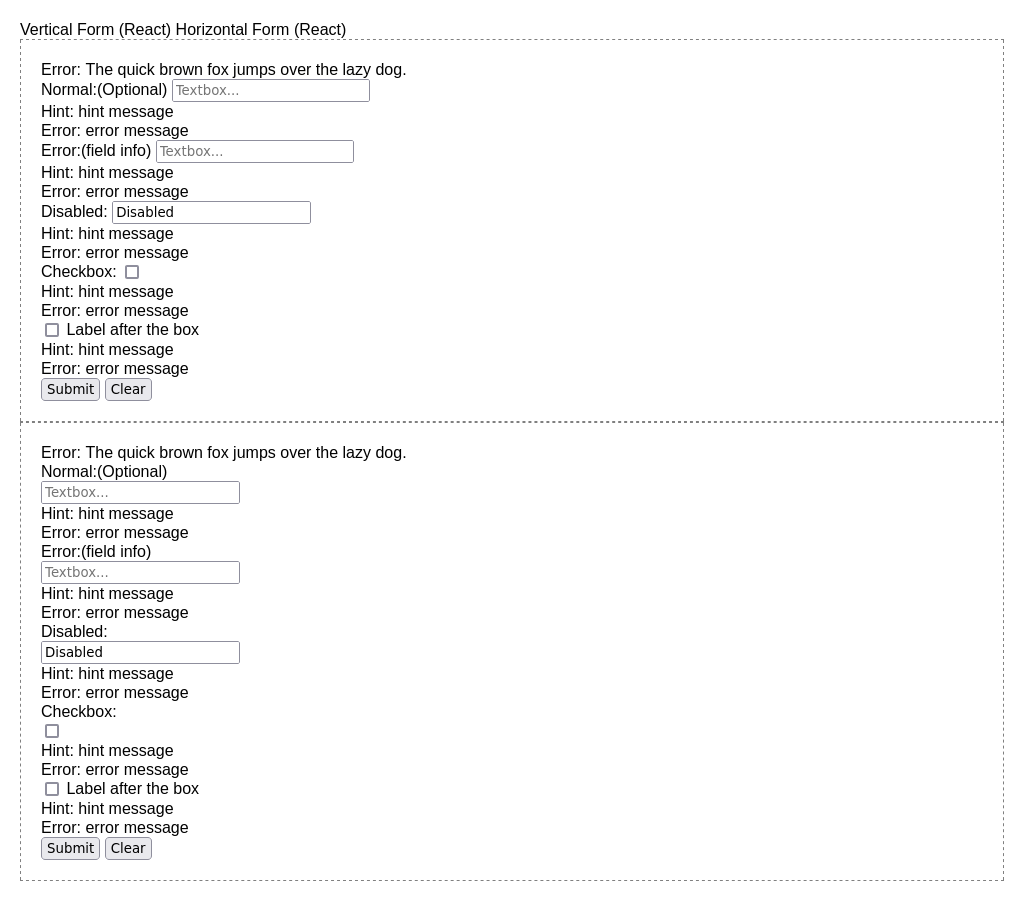 Vertical Form (React) Horizontal Form (React)
Error: The quick brown fox jumps over the lazy dog.
Normal:(Optional) Textbox...
Hint: hint message
Error: error message
Error:(field info) Textbox...
Hint: hint message
Error: error message
Disabled: Disabled
Hint: hint message
Error: error message
Checkbox:
Hint: hint message
Error: error message
Label after the box
Hint: hint message
Error: error message
Submit Clear
Error: The quick brown fox jumps over the lazy dog.
Normal:(Optional)
Textbox...
Hint: hint message
Error: error message
Error:(field info)
Textbox...
Hint: hint message
Error: error message
Disabled:
Disabled
Hint: hint message
Error: error message
Checkbox:
Hint: hint message
Error: error message
Label after the box
Hint: hint message
Error: error message
Submit Clear